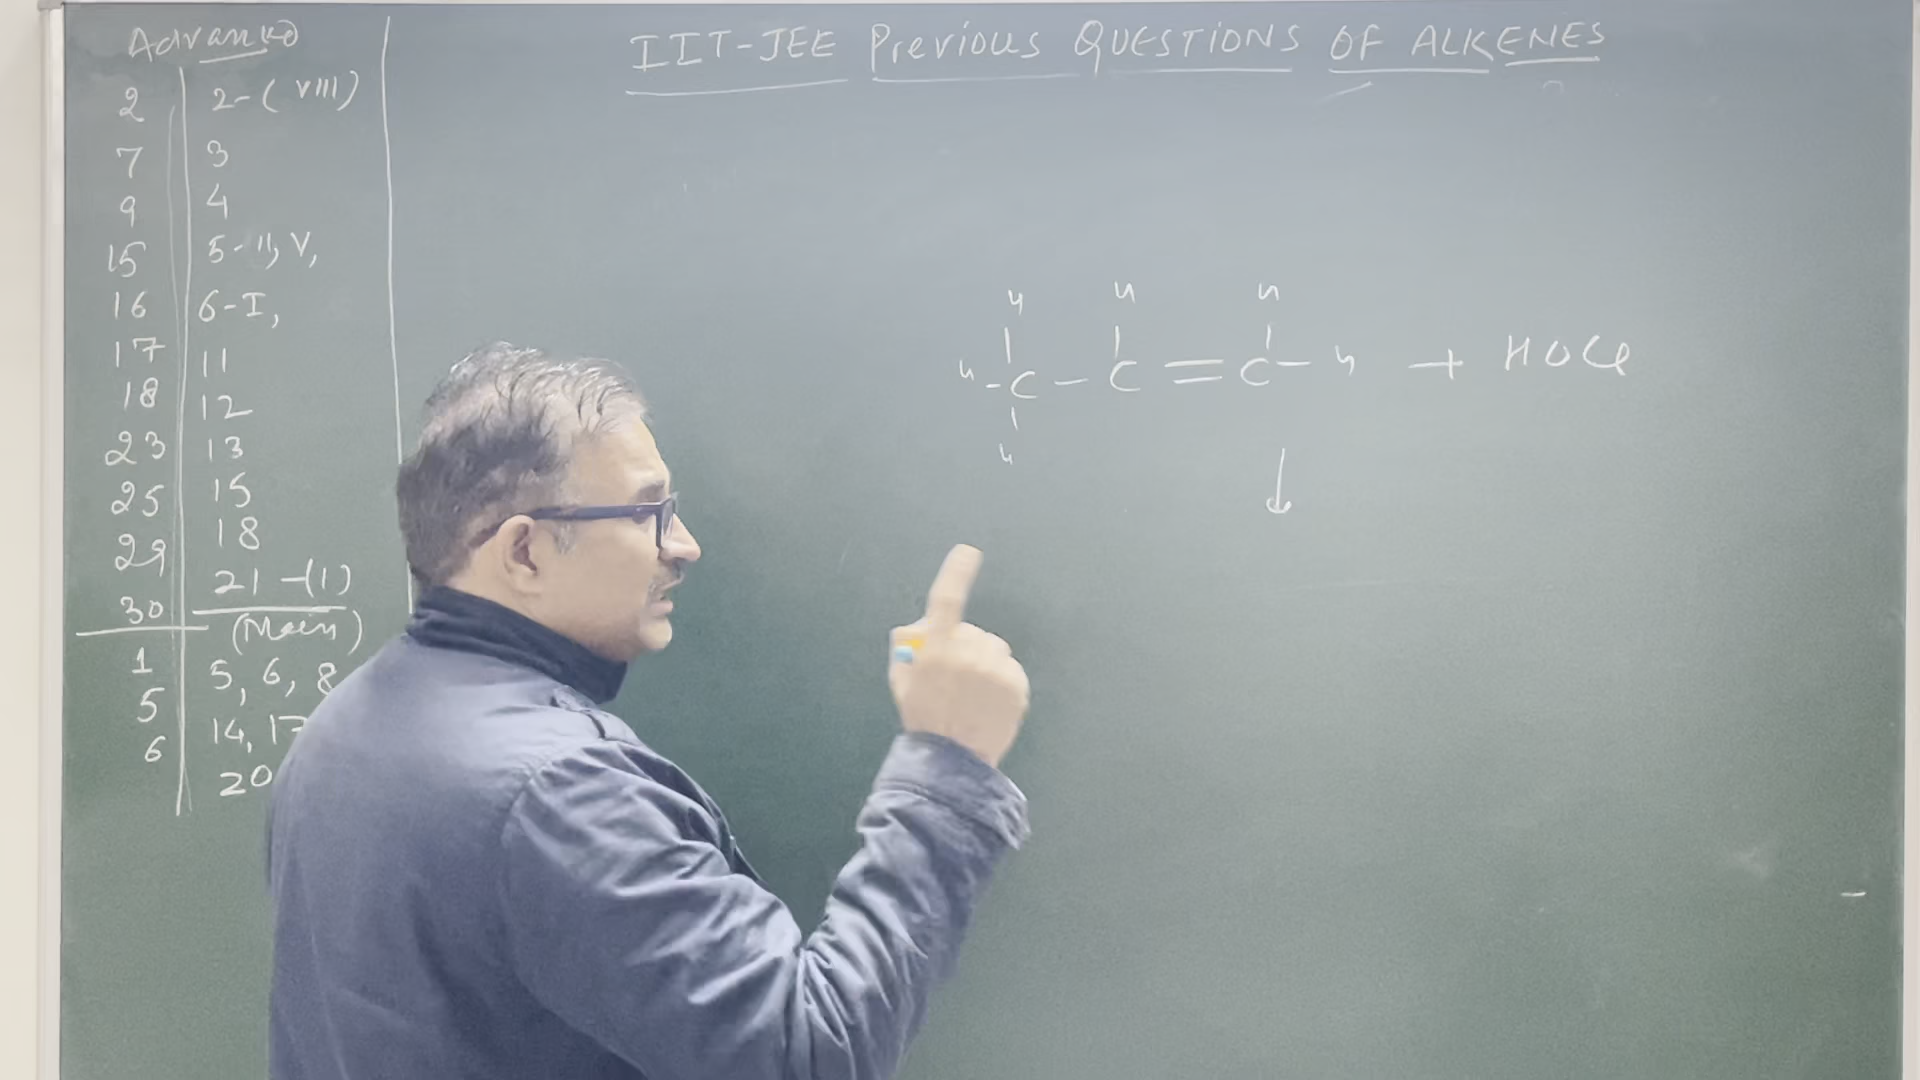 IIT-JEE Previous QUESTIONS OF ALKENES
Advanced
2 | 2-(VIII)
7 | 3
9 | 4
15 | 5-II, V,
16 | 6-I,
17 | 11
18 | 12
23 | 13
25 | 15
29 | 18
30 | 21-(1)
(Main)
1 | 5, 6, 8
5 | 14, 17
6 | 20
H H H
H-C-C=C-H + HOCl
H
↓